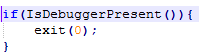 if(IsDebuggerPresent()){
    exit(0);
}